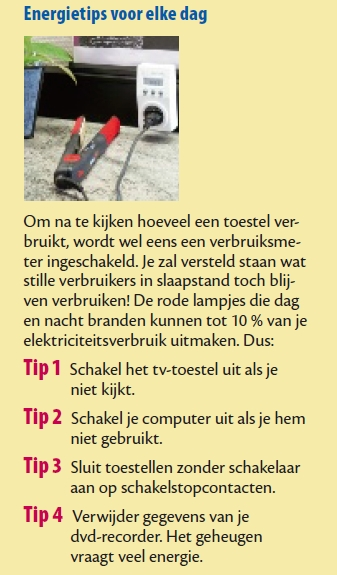 Energietips voor elke dag
Om na te kijken hoeveel een toestel ver-
bruikt, wordt wel eens een verbruiksme-
ter ingeschakeld. Je zal versteld staan wat
stille verbruikers in slaapstand toch blij-
ven verbruiken! De rode lampjes die dag
en nacht branden kunnen tot 10 % van je
elektriciteitsverbruik uitmaken. Dus:
Tip 1 Schakel het tv-toestel uit als je
niet kijkt.
Tip 2 Schakel je computer uit als je hem
niet gebruikt.
Tip 3 Sluit toestellen zonder schakelaar
aan op schakelstopcontacten.
Tip 4 Verwijder gegevens van je
dvd-recorder. Het geheugen
vraagt veel energie.